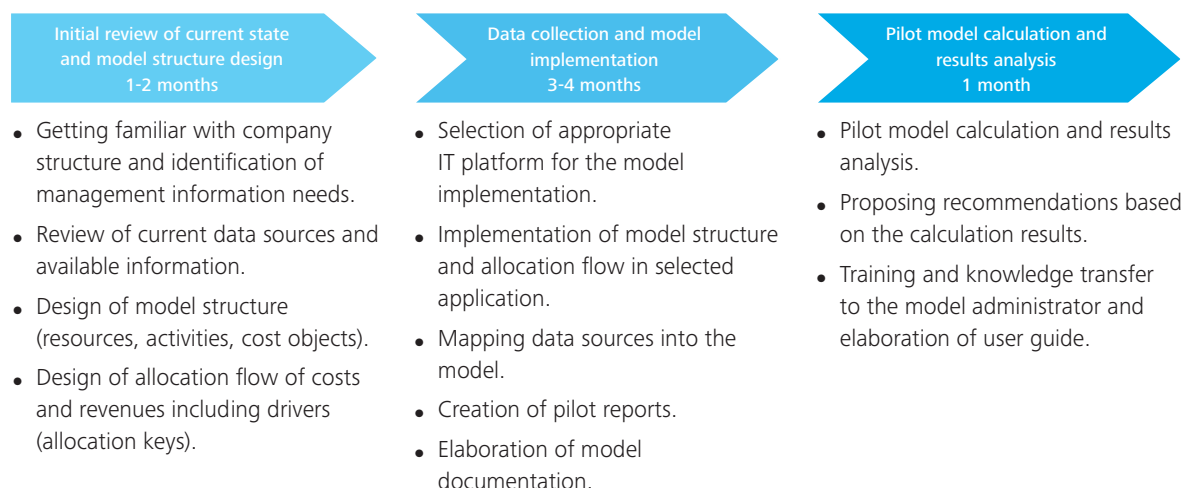 Initial review of current state
and model structure design
1-2 months
• Getting familiar with company
structure and identification of
management information needs.
• Review of current data sources and
available information.
• Design of model structure
(resources, activities, cost objects).
• Design of allocation flow of costs
and revenues including drivers
(allocation keys).
Data collection and model
implementation
3-4 months
• Selection of appropriate
IT platform for the model
implementation.
• Implementation of model structure
and allocation flow in selected
application.
• Mapping data sources into the
model.
• Creation of pilot reports.
• Elaboration of model
documentation.
Pilot model calculation and
results analysis
1 month
• Pilot model calculation and results
analysis.
• Proposing recommendations based
on the calculation results.
• Training and knowledge transfer
to the model administrator and
elaboration of user guide.